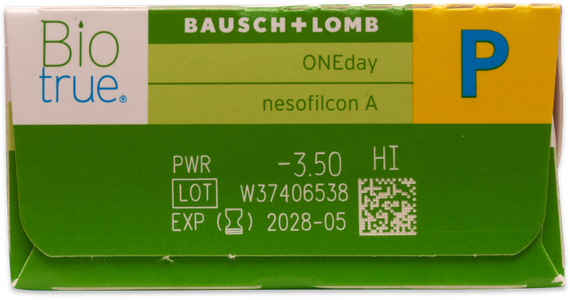 Bio
true®
BAUSCH+LOMB
ONEday
nesofilcon A
P
PWR -3.50 HI
LOT W37406538
EXP (⌛) 2028-05